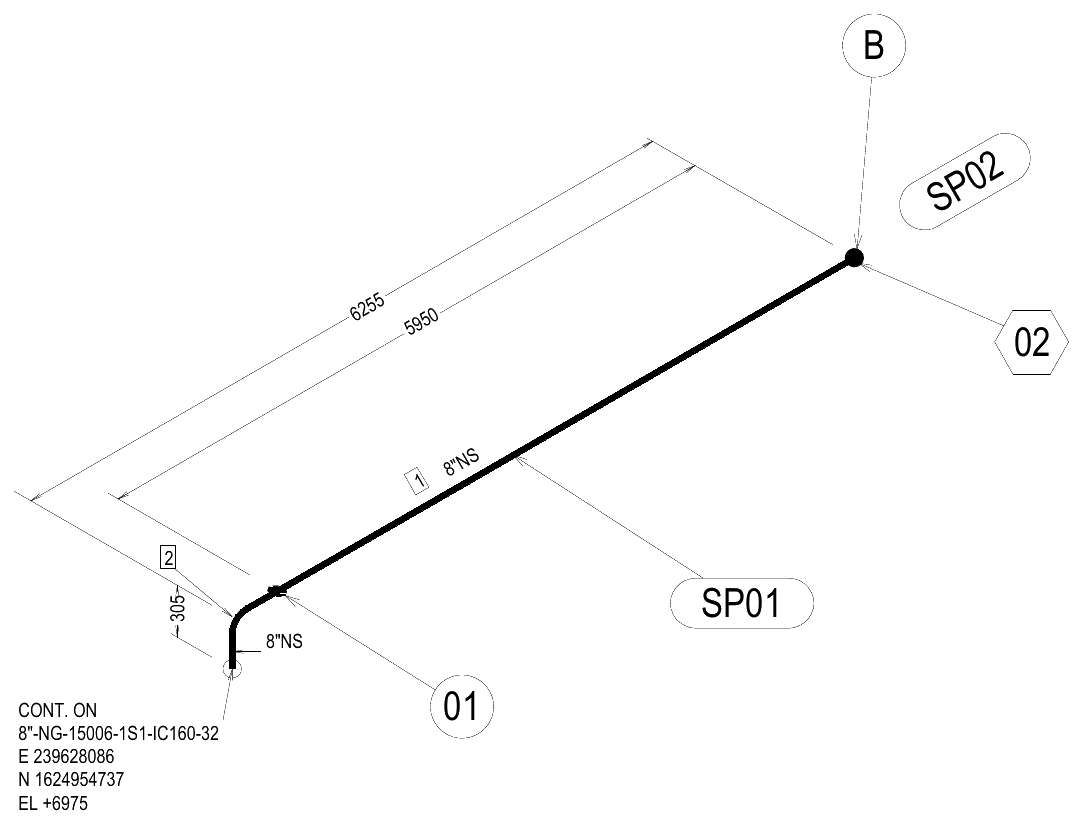 B
SP02
6255
5950
02
1
8"NS
2
SP01
305
8"NS
01
CONT. ON
8"-NG-15006-1S1-IC160-32
E 239628086
N 1624954737
EL +6975